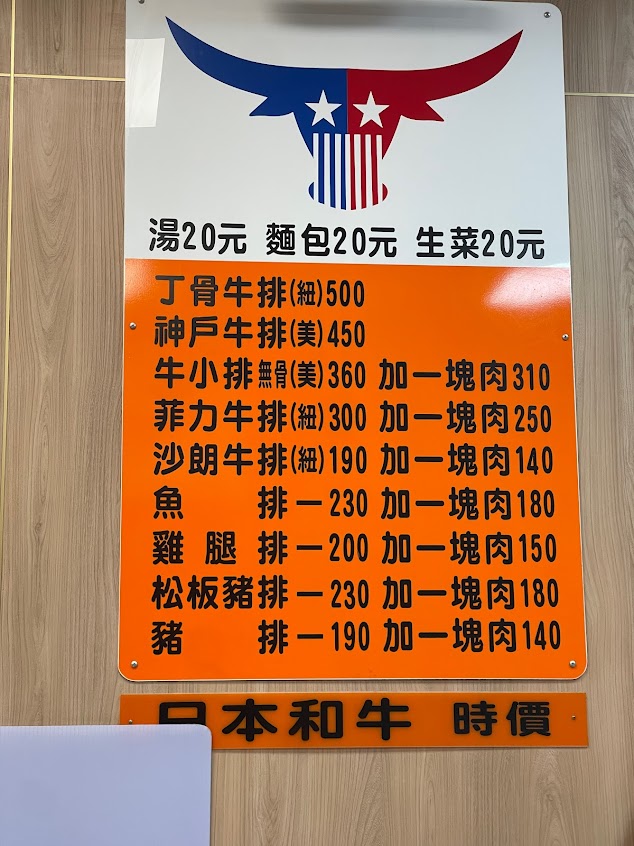 湯20元 麵包20元 生菜20元
丁骨牛排(紐)500
神戶牛排(美)450
牛小排無骨(美)360 加一塊肉310
菲力牛排(紐)300 加一塊肉250
沙朗牛排(紐)190 加一塊肉140
魚 排一230 加一塊肉180
雞 腿 排一200 加一塊肉150
松板豬排一230 加一塊肉180
豬 排一190 加一塊肉140
日本和牛 時價